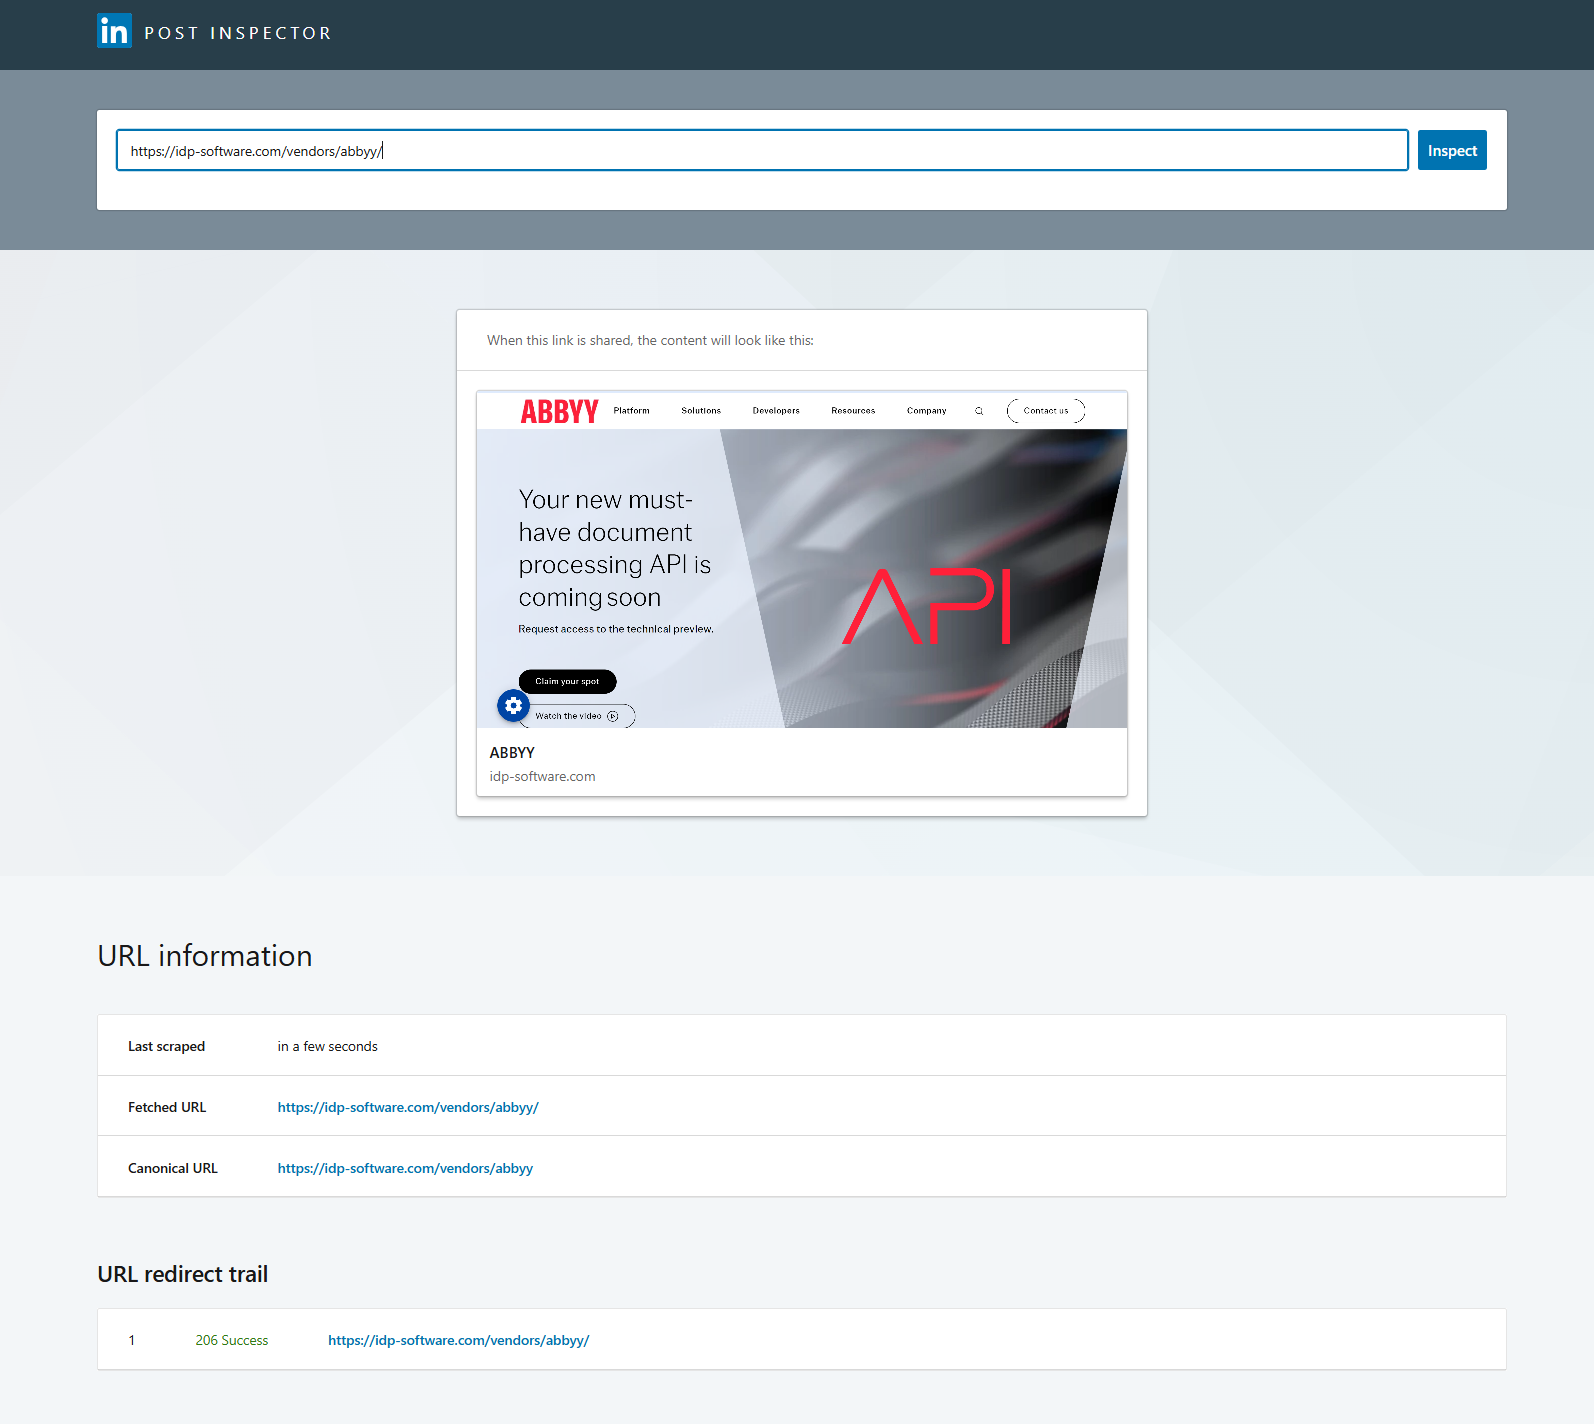 in POST INSPECTOR
https://idp-software.com/vendors/abbyy/
Inspect
When this link is shared, the content will look like this:
ABBYY Platform Solutions Developers Resources Company Contact us
Your new must-
have document
processing API is
coming soon
Request access to the technical preview.
API
Claim your spot
Watch the video
ABBYY
idp-software.com
URL information
Last scraped in a few seconds
Fetched URL https://idp-software.com/vendors/abbyy/
Canonical URL https://idp-software.com/vendors/abbyy
URL redirect trail
1 206 Success https://idp-software.com/vendors/abbyy/